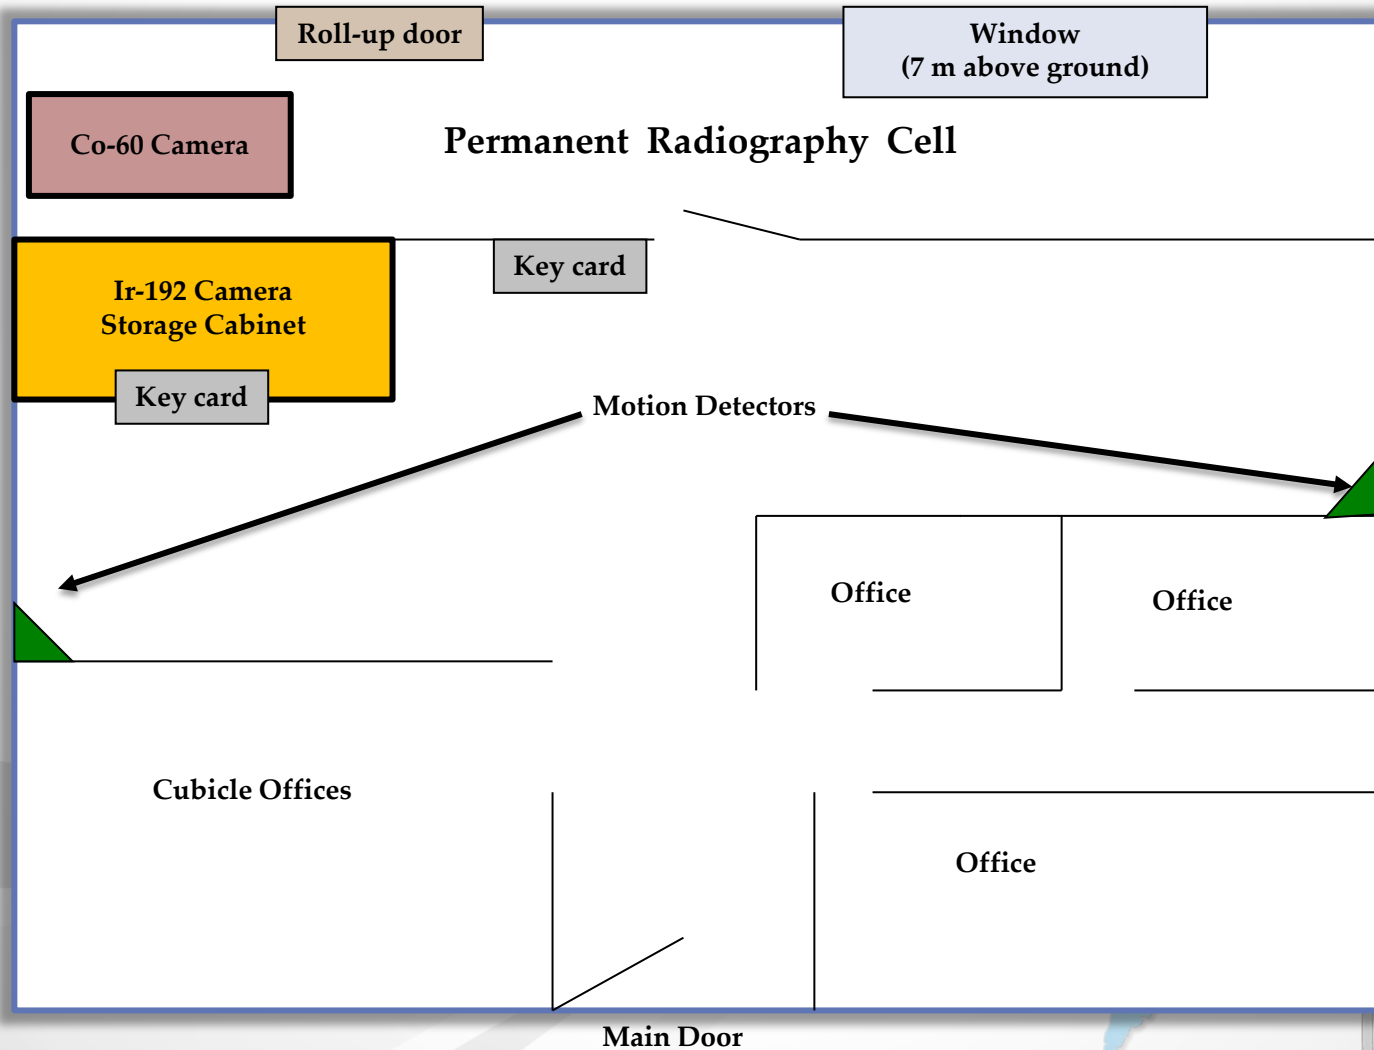 Roll-up door
Window
(7 m above ground)
Co-60 Camera
Permanent Radiography Cell
Key card
Ir-192 Camera
Storage Cabinet
Key card
Motion Detectors
Office
Office
Cubicle Offices
Office
Main Door